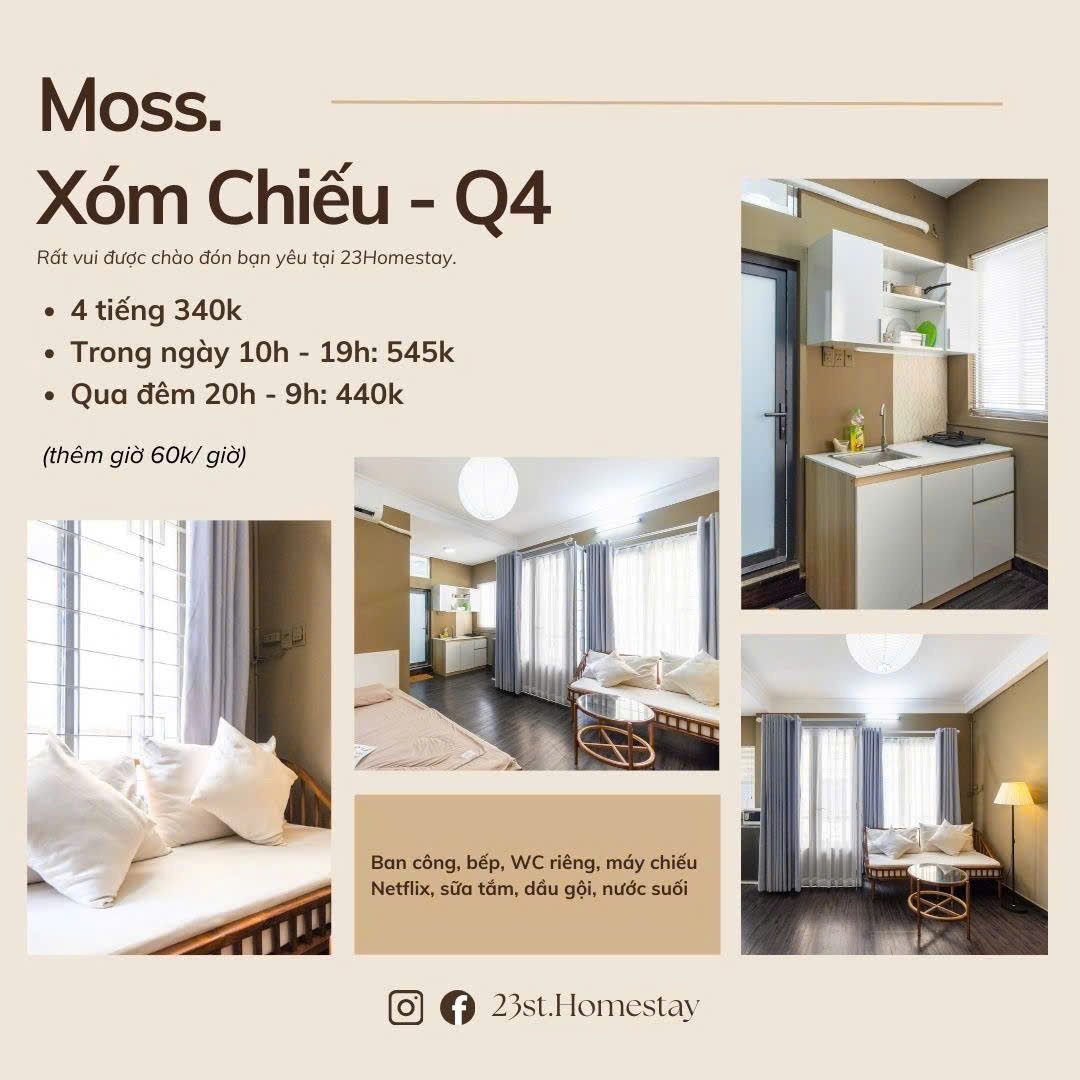 Moss.
Xóm Chiếu - Q4
Rất vui được chào đón bạn yêu tại 23Homestay.
• 4 tiếng 340k
• Trong ngày 10h - 19h: 545k
• Qua đêm 20h - 9h: 440k
(thêm giờ 60k/ giờ)
Ban công, bếp, WC riêng, máy chiếu
Netflix, sữa tắm, dầu gội, nước suối
23st.Homestay